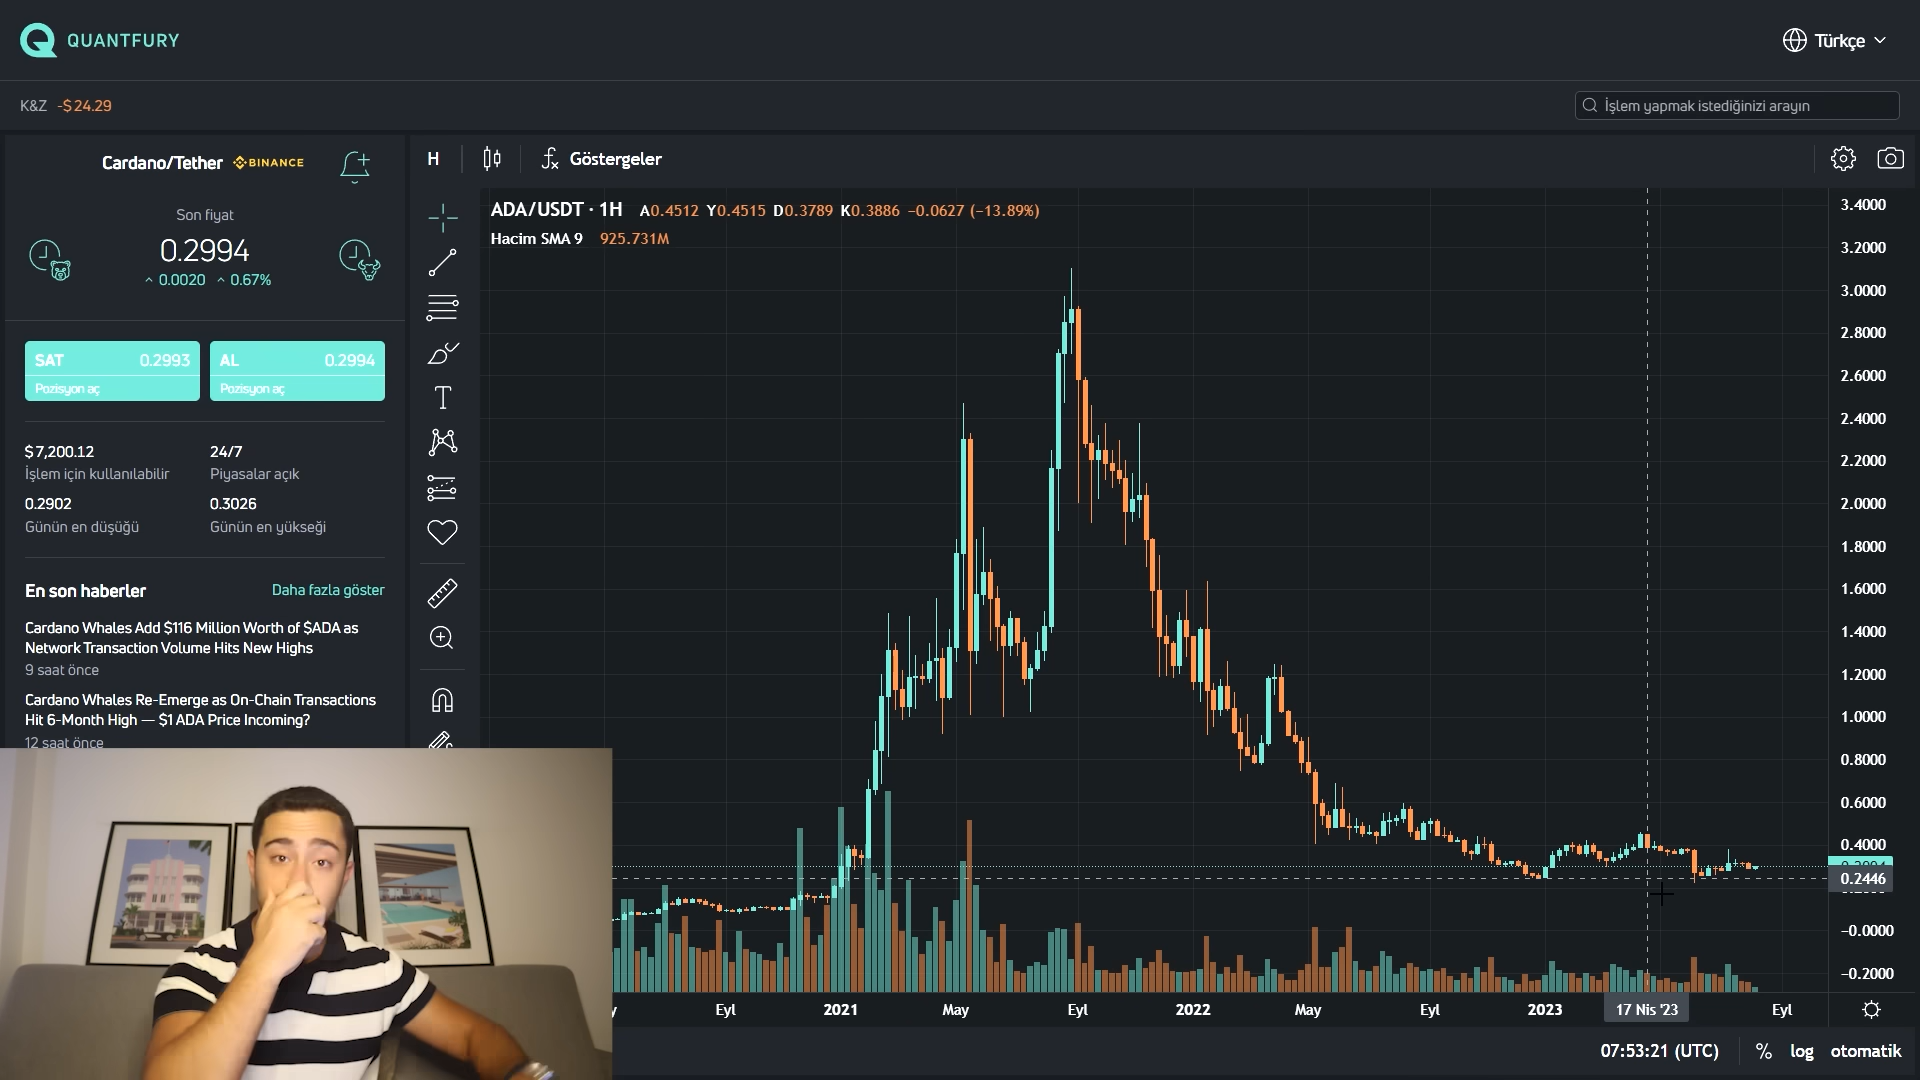 QUANTFURY
Türkçe
K&Z -$ 24.29
İşlem yapmak istediğinizi arayın
Cardano/Tether BINANCE
Son fiyat
0.2994
0.0020 0.67%
SAT 0.2993
Pozisyon aç
AL 0.2994
Pozisyon aç
$ 7,200.12
İşlem için kullanılabilir
24/7
Piyasalar açık
0.2902
Günün en düşüğü
0.3026
Günün en yükseği
En son haberler
Daha fazla göster
Cardano Whales Add $116 Million Worth of $ADA as
Network Transaction Volume Hits New Highs
9 saat önce
Cardano Whales Re-Emerge as On-Chain Transactions
Hit 6-Month High — $1 ADA Price Incoming?
12 saat önce
H
Göstergeler
ADA/USDT · 1H A0.4512 Y0.4515 D0.3789 K0.3886 −0.0627 (−13.89%)
Hacim SMA 9 925.731M
3.4000
3.2000
3.0000
2.8000
2.6000
2.4000
2.2000
2.0000
1.8000
1.6000
1.4000
1.2000
1.0000
0.8000
0.6000
0.4000
0.2446
−0.0000
−0.2000
Eyl
2021
May
Eyl
2022
May
Eyl
2023
17 Nis '23
Eyl
07:53:21 (UTC)
%
log
otomatik